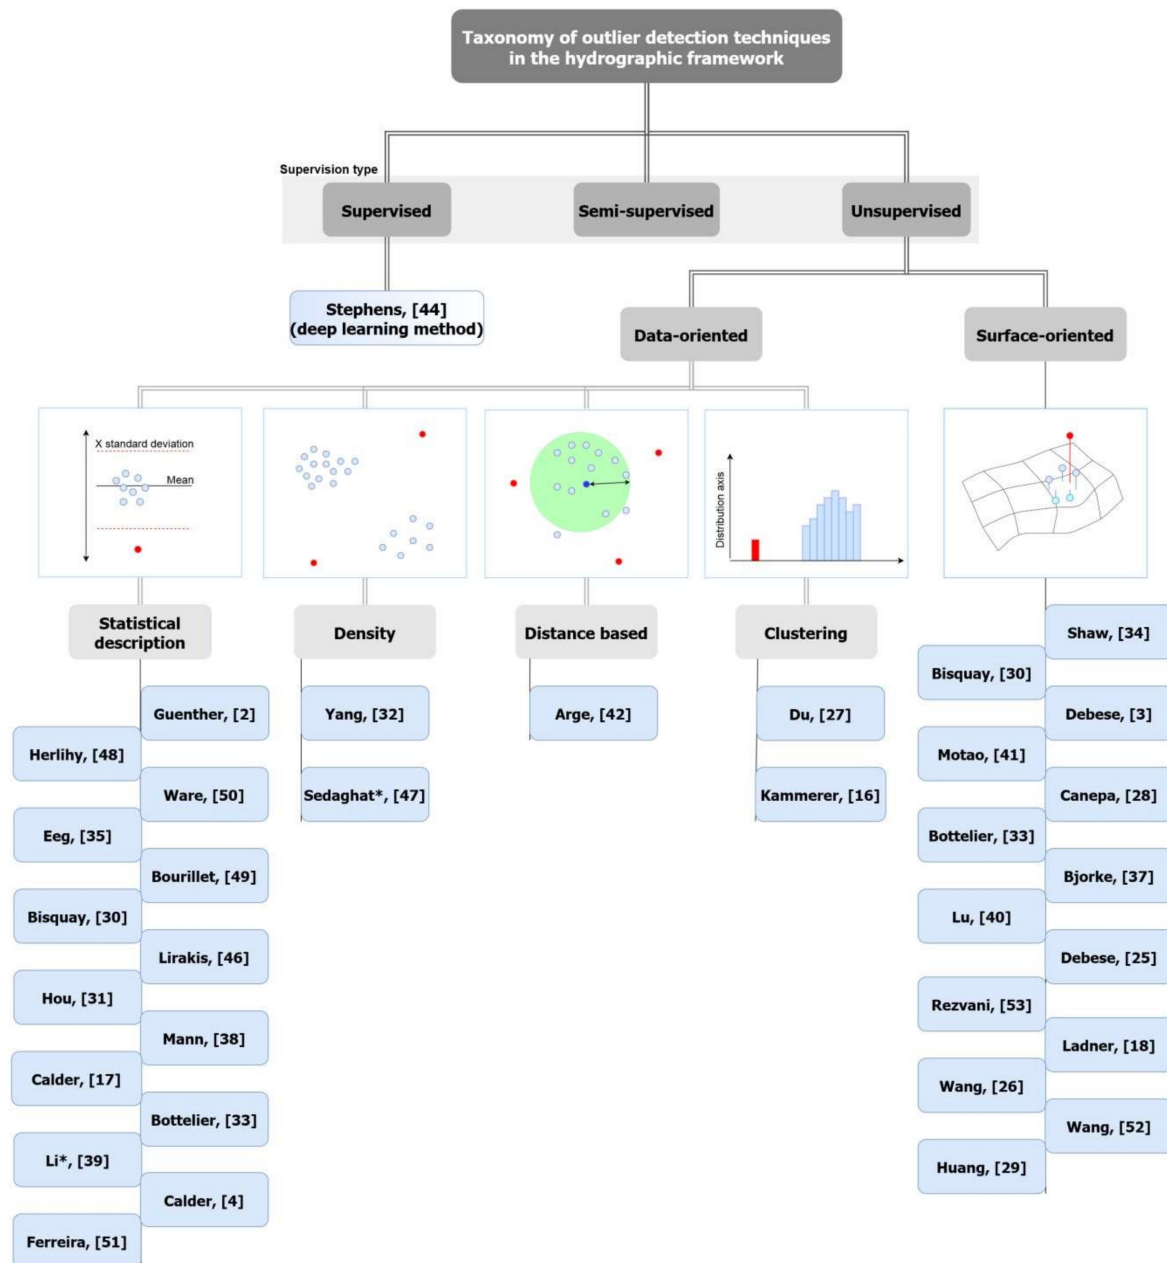 Taxonomy of outlier detection techniques
in the hydrographic framework
Supervision type
Supervised
Semi-supervised
Unsupervised
Stephens, [44]
(deep learning method)
Data-oriented
Surface-oriented
X standard deviation
Mean
Distribution axis
Statistical
description
Density
Distance based
Clustering
Guenther, [2]
Herlihy, [48]
Ware, [50]
Eeg, [35]
Bourillet, [49]
Bisquay, [30]
Lirakis, [46]
Hou, [31]
Mann, [38]
Calder, [17]
Bottelier, [33]
Li*, [39]
Calder, [4]
Ferreira, [51]
Yang, [32]
Sedaghat*, [47]
Arge, [42]
Du, [27]
Kammerer, [16]
Shaw, [34]
Bisquay, [30]
Debese, [3]
Motao, [41]
Canepa, [28]
Bottelier, [33]
Bjorke, [37]
Lu, [40]
Debese, [25]
Rezvani, [53]
Ladner, [18]
Wang, [26]
Wang, [52]
Huang, [29]